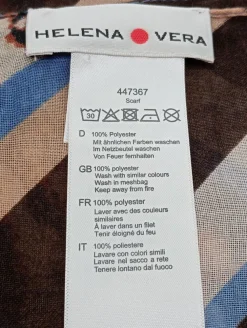 HELENA VERA
447367
Scarf
30
D 100% Polyester
Mit ähnlichen Farben waschen
Im Netzbeutel waschen
Von Feuer fernhalten
GB 100% Polyester
Wash with similar colours
Wash in meshbag
Keep away from fire
FR 100% Polyester
Laver avec des couleurs
similaires
À laver dans un filet
Tenir éloigné du feu
IT 100% poliestere
Lavare con colori simili
Lavare nel sacco a rete
Tenere lontano dal fuoco